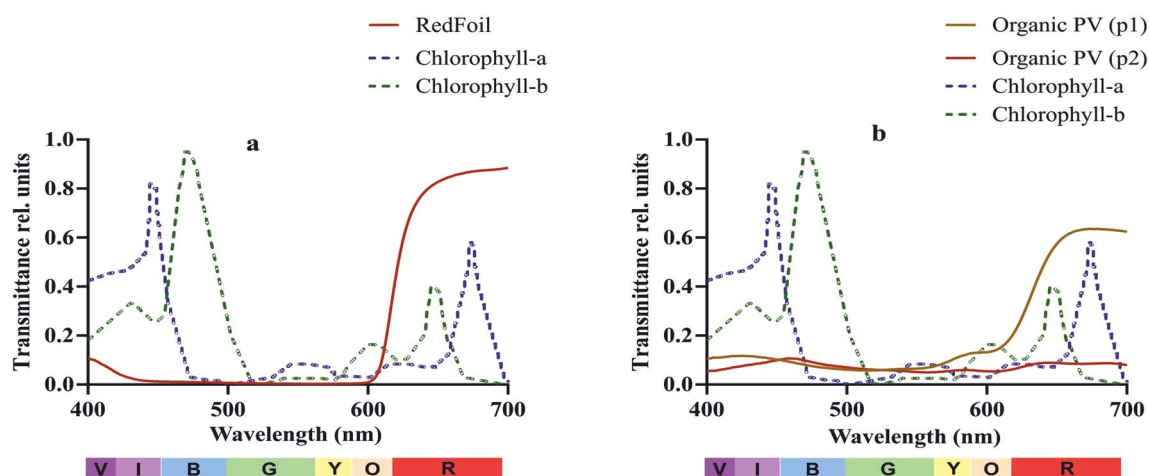 RedFoil
Chlorophyll-a
Chlorophyll-b
a
1.0
0.8
0.6
0.4
0.2
0.0
Transmittance rel. units
400
500
600
700
Wavelength (nm)
V I B G Y O R
Organic PV (p1)
Organic PV (p2)
Chlorophyll-a
Chlorophyll-b
b
1.0
0.8
0.6
0.4
0.2
0.0
Transmittance rel. units
400
500
600
700
Wavelength (nm)
V I B G Y O R